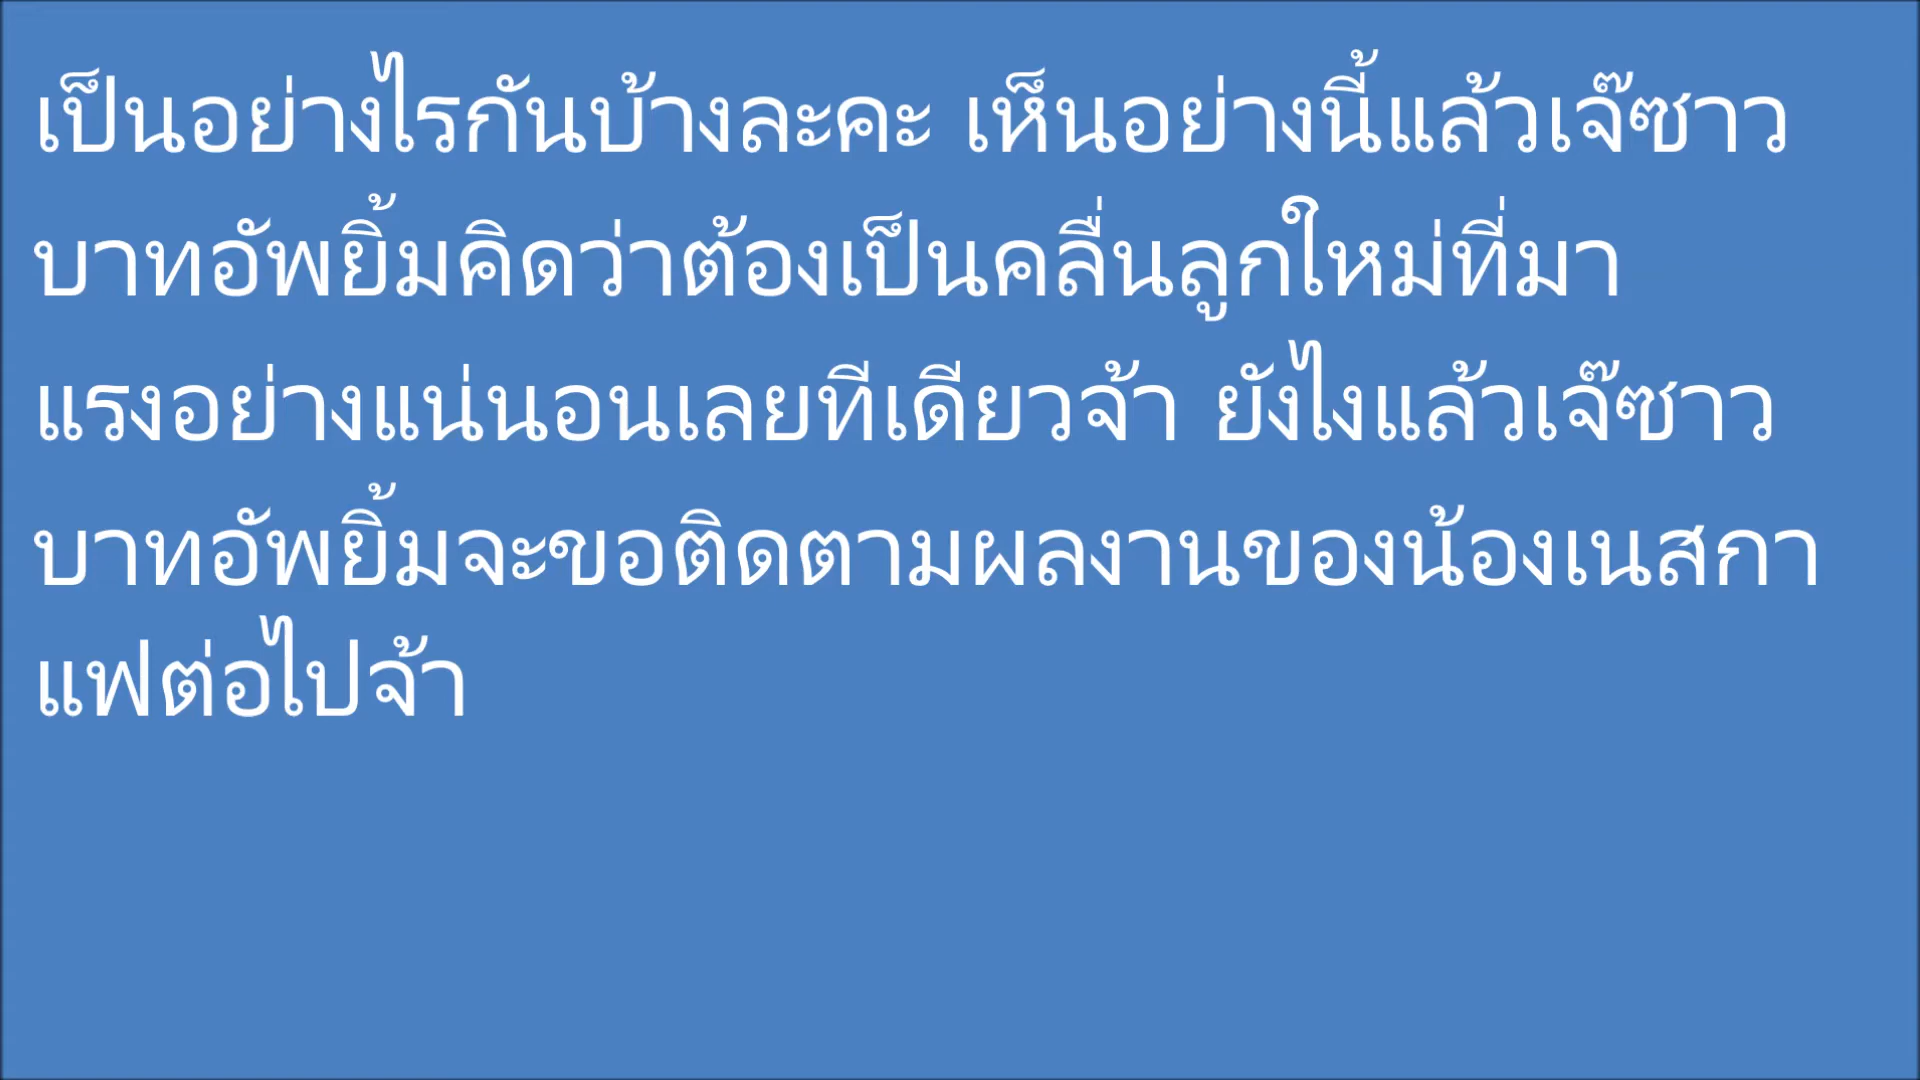 เป็นอย่างไรกันบ้างละคะ เห็นอย่างนี้แล้วเจ๊ซาว
บาทอัพยิ้มคิดว่าต้องเป็นคลื่นลูกใหม่ที่มา
แรงอย่างแน่นอนเลยทีเดียวจ้า ยังไงแล้วเจ๊ซาว
บาทอัพยิ้มจะขอติดตามผลงานของน้องเนสกา
แฟต่อไปจ้า